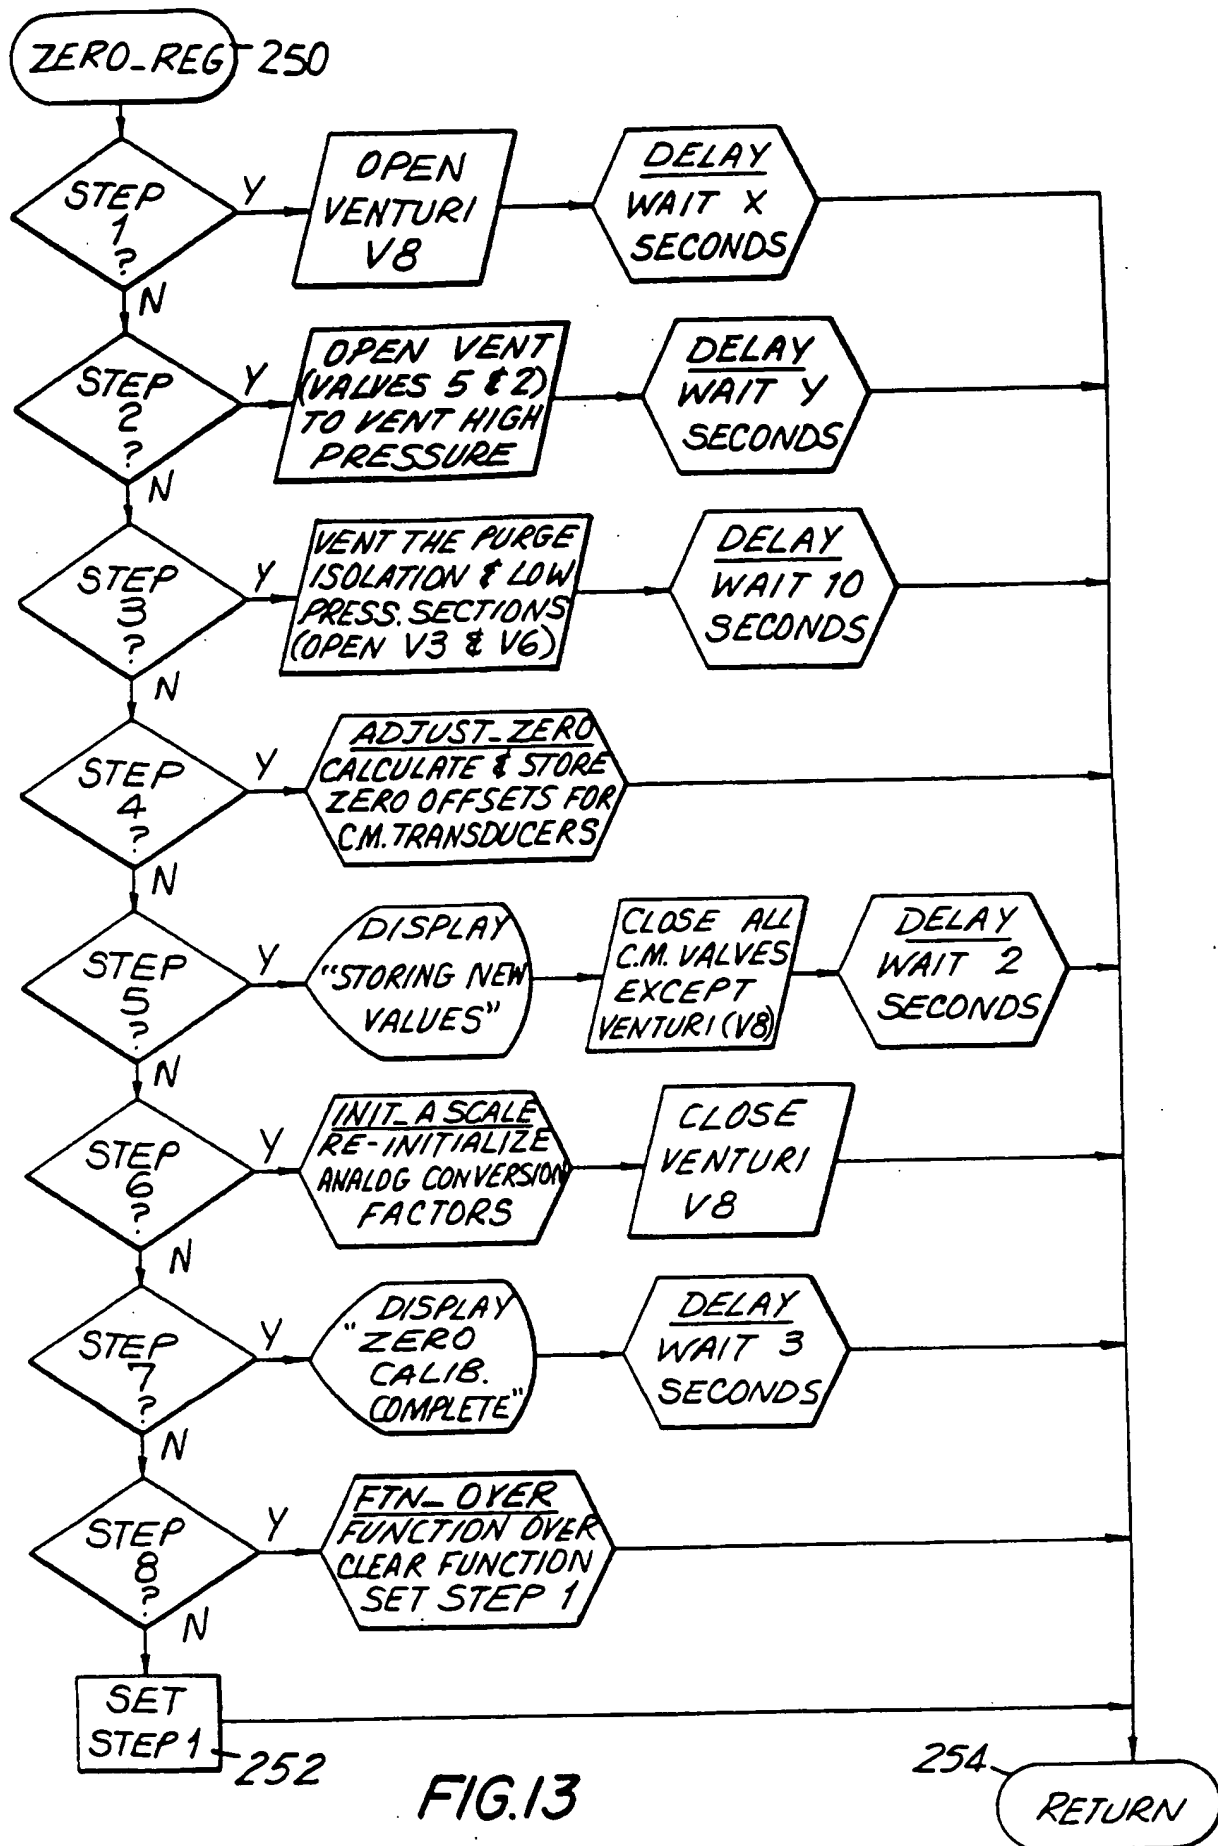 ZERO_REG 250
STEP
1
?
Y
N
OPEN
VENTURI
V8
DELAY
WAIT X
SECONDS
STEP
2
?
Y
N
OPEN VENT
(VALVES 5 & 2)
TO VENT HIGH
PRESSURE
DELAY
WAIT Y
SECONDS
STEP
3
?
Y
N
VENT THE PURGE
ISOLATION & LOW
PRESS. SECTIONS
(OPEN V3 & V6)
DELAY
WAIT 10
SECONDS
STEP
4
?
Y
N
ADJUST_ZERO
CALCULATE & STORE
ZERO OFFSETS FOR
C.M. TRANSDUCERS
STEP
5
?
Y
N
DISPLAY
"STORING NEW
VALUES"
CLOSE ALL
C.M. VALVES
EXCEPT
VENTURI (V8)
DELAY
WAIT 2
SECONDS
STEP
6
?
Y
N
INIT_A SCALE
RE-INITIALIZE
ANALOG CONVERSION
FACTORS
CLOSE
VENTURI
V8
STEP
7
?
Y
N
DISPLAY
"ZERO
CALIB.
COMPLETE"
DELAY
WAIT 3
SECONDS
STEP
8
?
Y
N
FTN_OVER
FUNCTION OVER
CLEAR FUNCTION
SET STEP 1
SET
STEP 1
252
254
RETURN
FIG.13